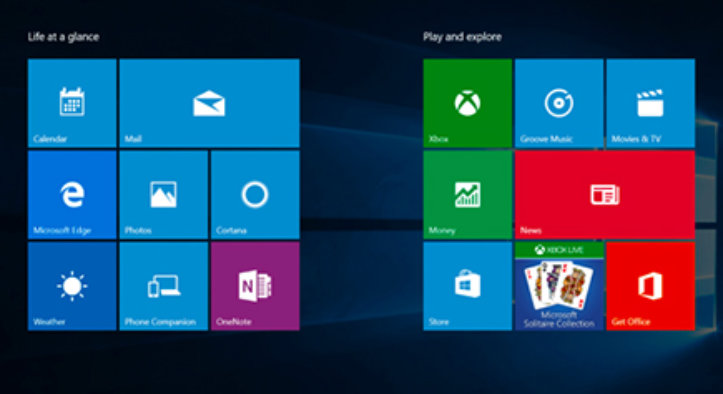 Life at a glance
Play and explore
Calendar
Mail
Xbox
Groove Music
Movies & TV
Microsoft Edge
Photos
Cortana
Money
News
Weather
Phone Companion
N
OneNote
Store
XBOX LIVE
Microsoft
Solitaire Collection
Get Office